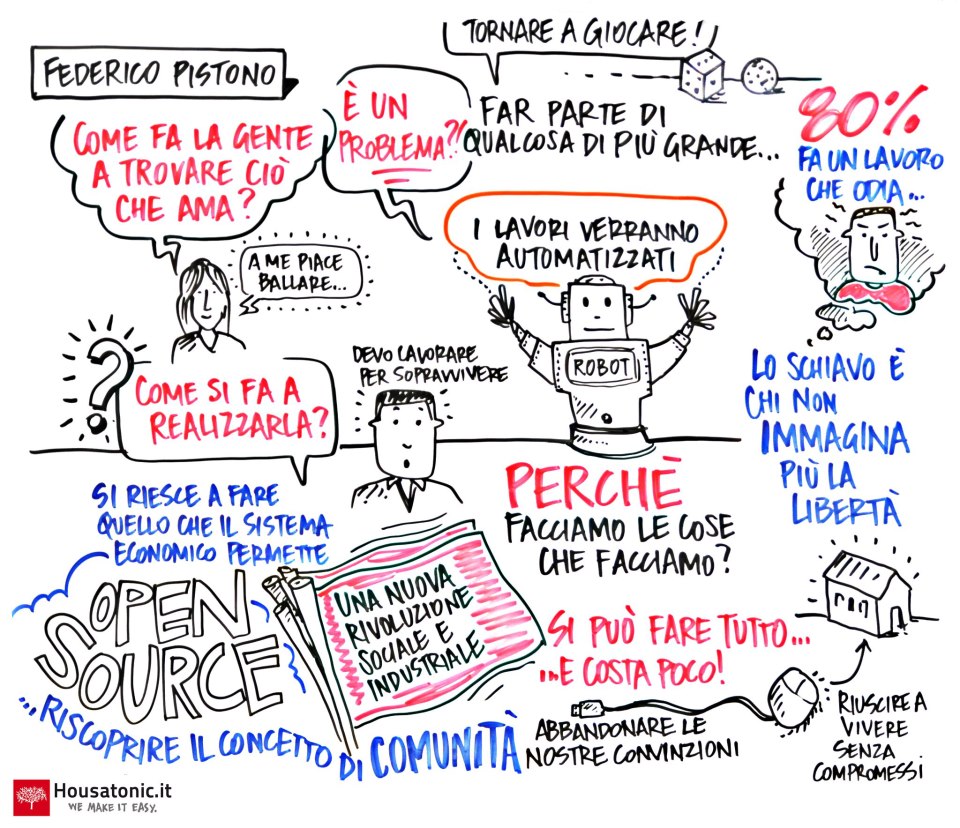 FEDERICO PISTONO
TORNARE A GIOCARE!
COME FA LA GENTE
A TROVARE CIÒ
CHE AMA?
È UN
PROBLEMA?!
FAR PARTE DI
QUALCOSA DI PIÙ GRANDE...
80%
FA UN LAVORO
CHE ODIA...
A ME PIACE
BALLARE...
I LAVORI VERRANNO
AUTOMATIZZATI
ROBOT
?
COME SI FA A
REALIZZARLA?
DEVO LAVORARE
PER SOPRAVVIVERE
LO SCHIAVO È
CHI NON
IMMAGINA
PIÙ LA
LIBERTÀ
SI RIESCE A FARE
QUELLO CHE IL SISTEMA
ECONOMICO PERMETTE
PERCHÈ
FACCIAMO LE COSE
CHE FACCIAMO?
OPEN
SOURCE
...RISCOPRIRE IL CONCETTO
DI COMUNITÀ
UNA NUOVA
RIVOLUZIONE
SOCIALE E
INDUSTRIALE
SI PUÒ FARE TUTTO...
...E COSTA POCO!
ABBANDONARE LE
NOSTRE CONVINZIONI
RIUSCIRE A
VIVERE
SENZA
COMPROMESSI
Housatonic.it
WE MAKE IT EASY.